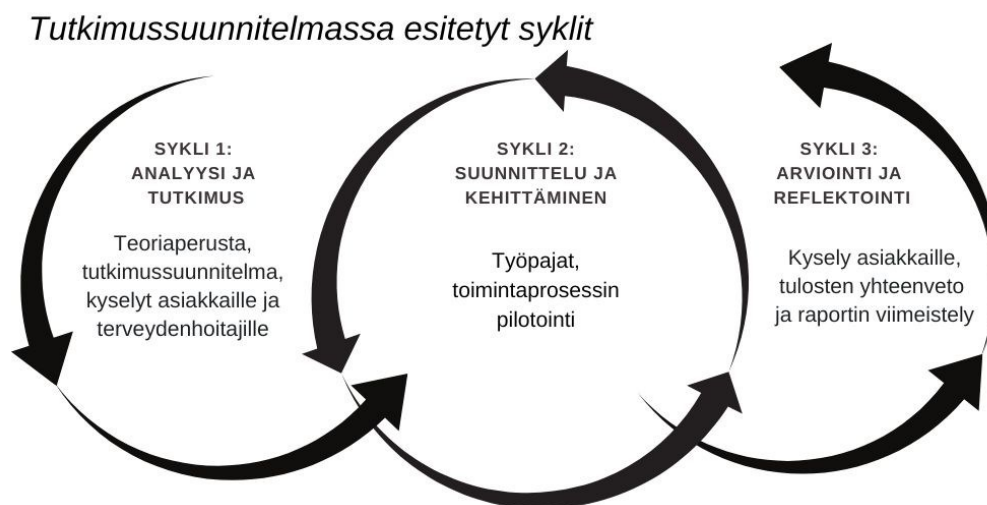 Tutkimussuunnitelmassa esitetyt syklit
SYKLI 1:
ANALYYSI JA
TUTKIMUS
Teoriaperusta,
tutkimussuunnitelma,
kyselyt asiakkaille ja
terveydenhoitajille
SYKLI 2:
SUUNNITTELU JA
KEHITTÄMINEN
Työpajat,
toimintaprosessin
pilotointi
SYKLI 3:
ARVIOINTI JA
REFLEKTOINTI
Kysely asiakkaille,
tulosten yhteenveto
ja raportin viimeistely